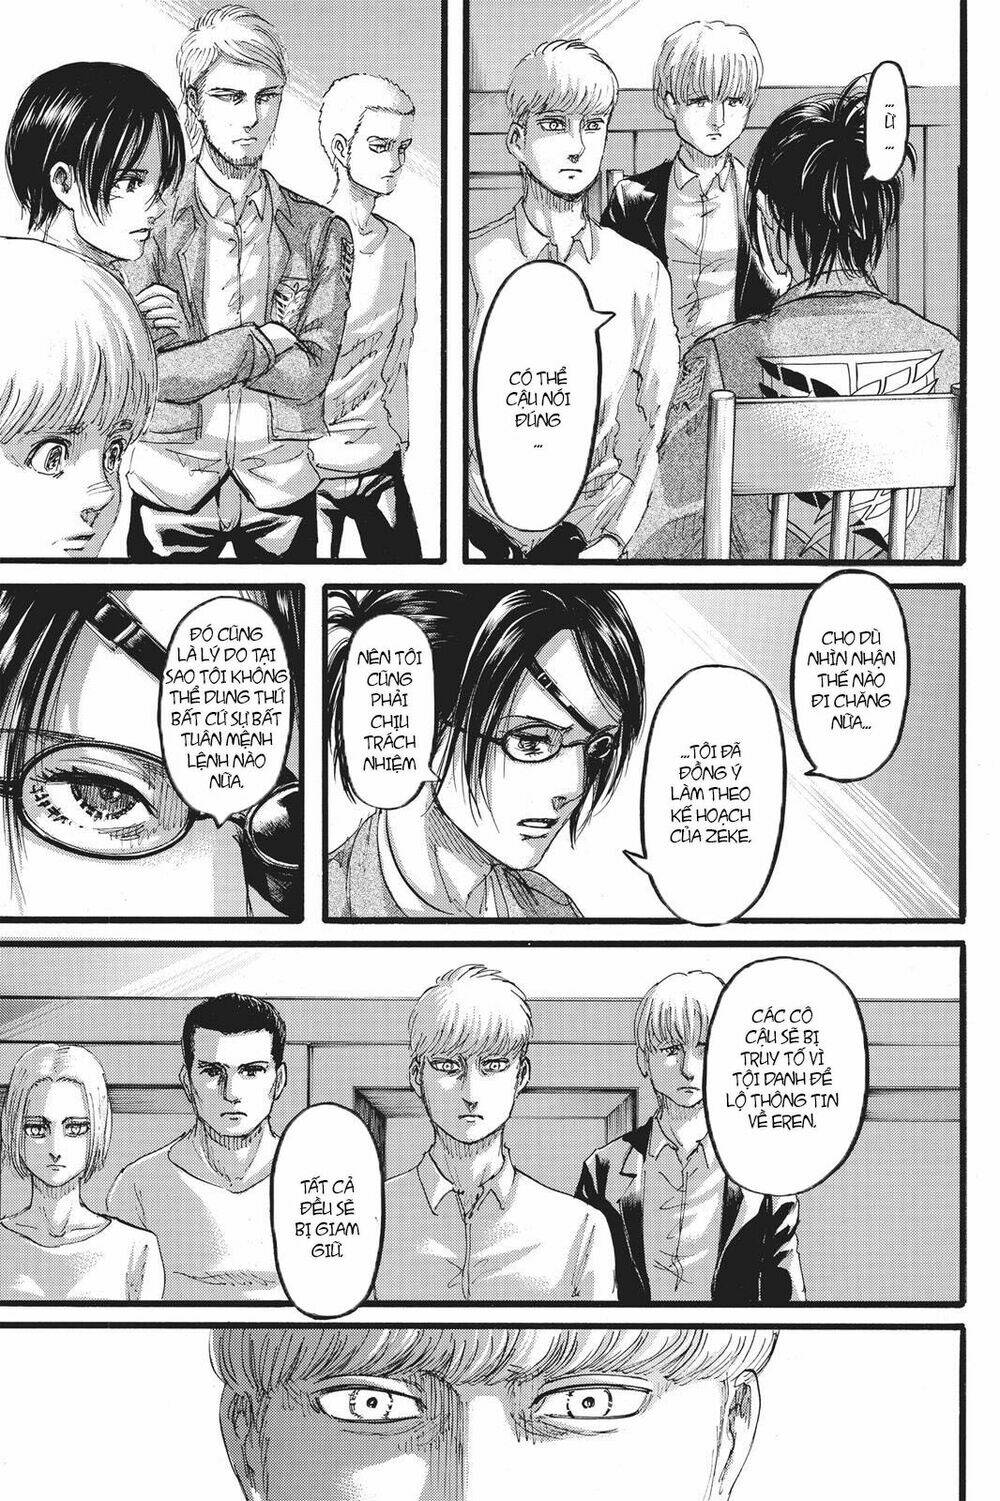 ...
Ừ
...
CÓ THỂ
CẬU NÓI
ĐÚNG
...
CHO DÙ
NHÌN NHẬN
THẾ NÀO
ĐI CHĂNG
NỮA...
...TÔI ĐÃ
ĐỒNG Ý
LÀM THEO
KẾ HOẠCH
CỦA ZEKE.
NÊN TÔI
CŨNG
PHẢI
CHỊU
TRÁCH
NHIỆM
ĐÓ CŨNG
LÀ LÝ DO TẠI
SAO TÔI KHÔNG
THỂ DUNG THỨ
BẤT CỨ SỰ BẤT
TUÂN MỆNH
LỆNH NÀO
NỮA.
CÁC CÔ
CẬU SẼ BỊ
TRUY TỐ VÌ
TỘI DANH ĐỂ
LỘ THÔNG TIN
VỀ EREN.
TẤT CẢ
ĐỀU SẼ
BỊ GIAM
GIỮ.